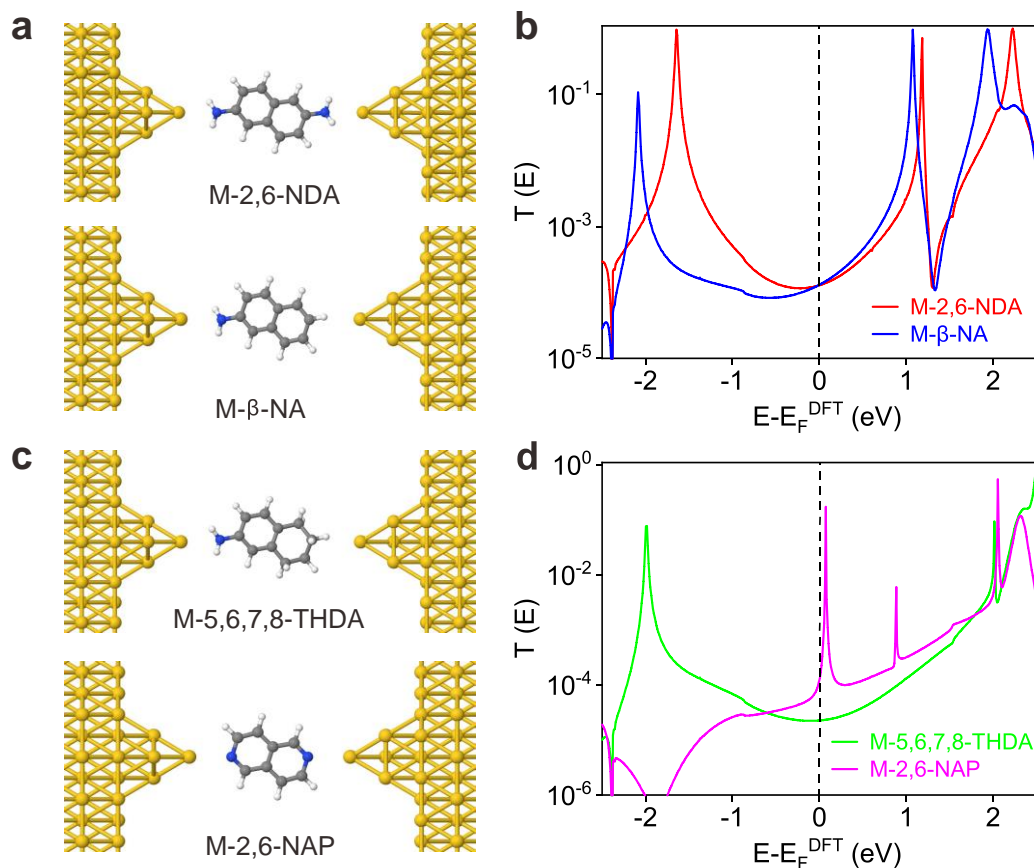 a
M-2,6-NDA
M-β-NA
b
T (E)
10⁻¹
10⁻³
10⁻⁵
-2 -1 0 1 2
E-E_F^DFT (eV)
M-2,6-NDA
M-β-NA
c
M-5,6,7,8-THDA
M-2,6-NAP
d
T (E)
10⁰
10⁻²
10⁻⁴
10⁻⁶
-2 -1 0 1 2
E-E_F^DFT (eV)
M-5,6,7,8-THDA
M-2,6-NAP